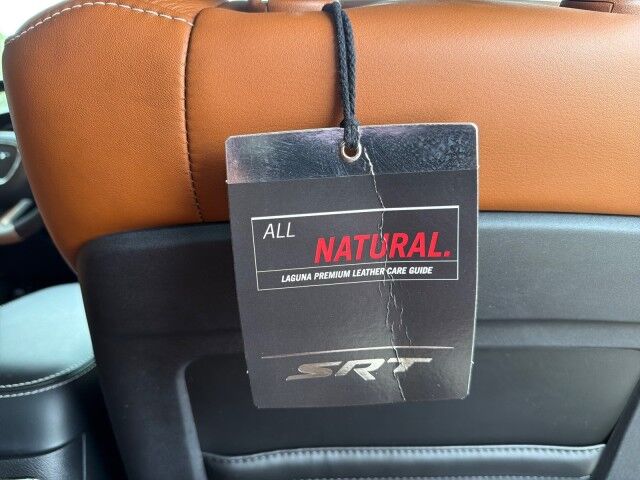 ALL
NATURAL.
LAGUNA PREMIUM LEATHER CARE GUIDE
SRT